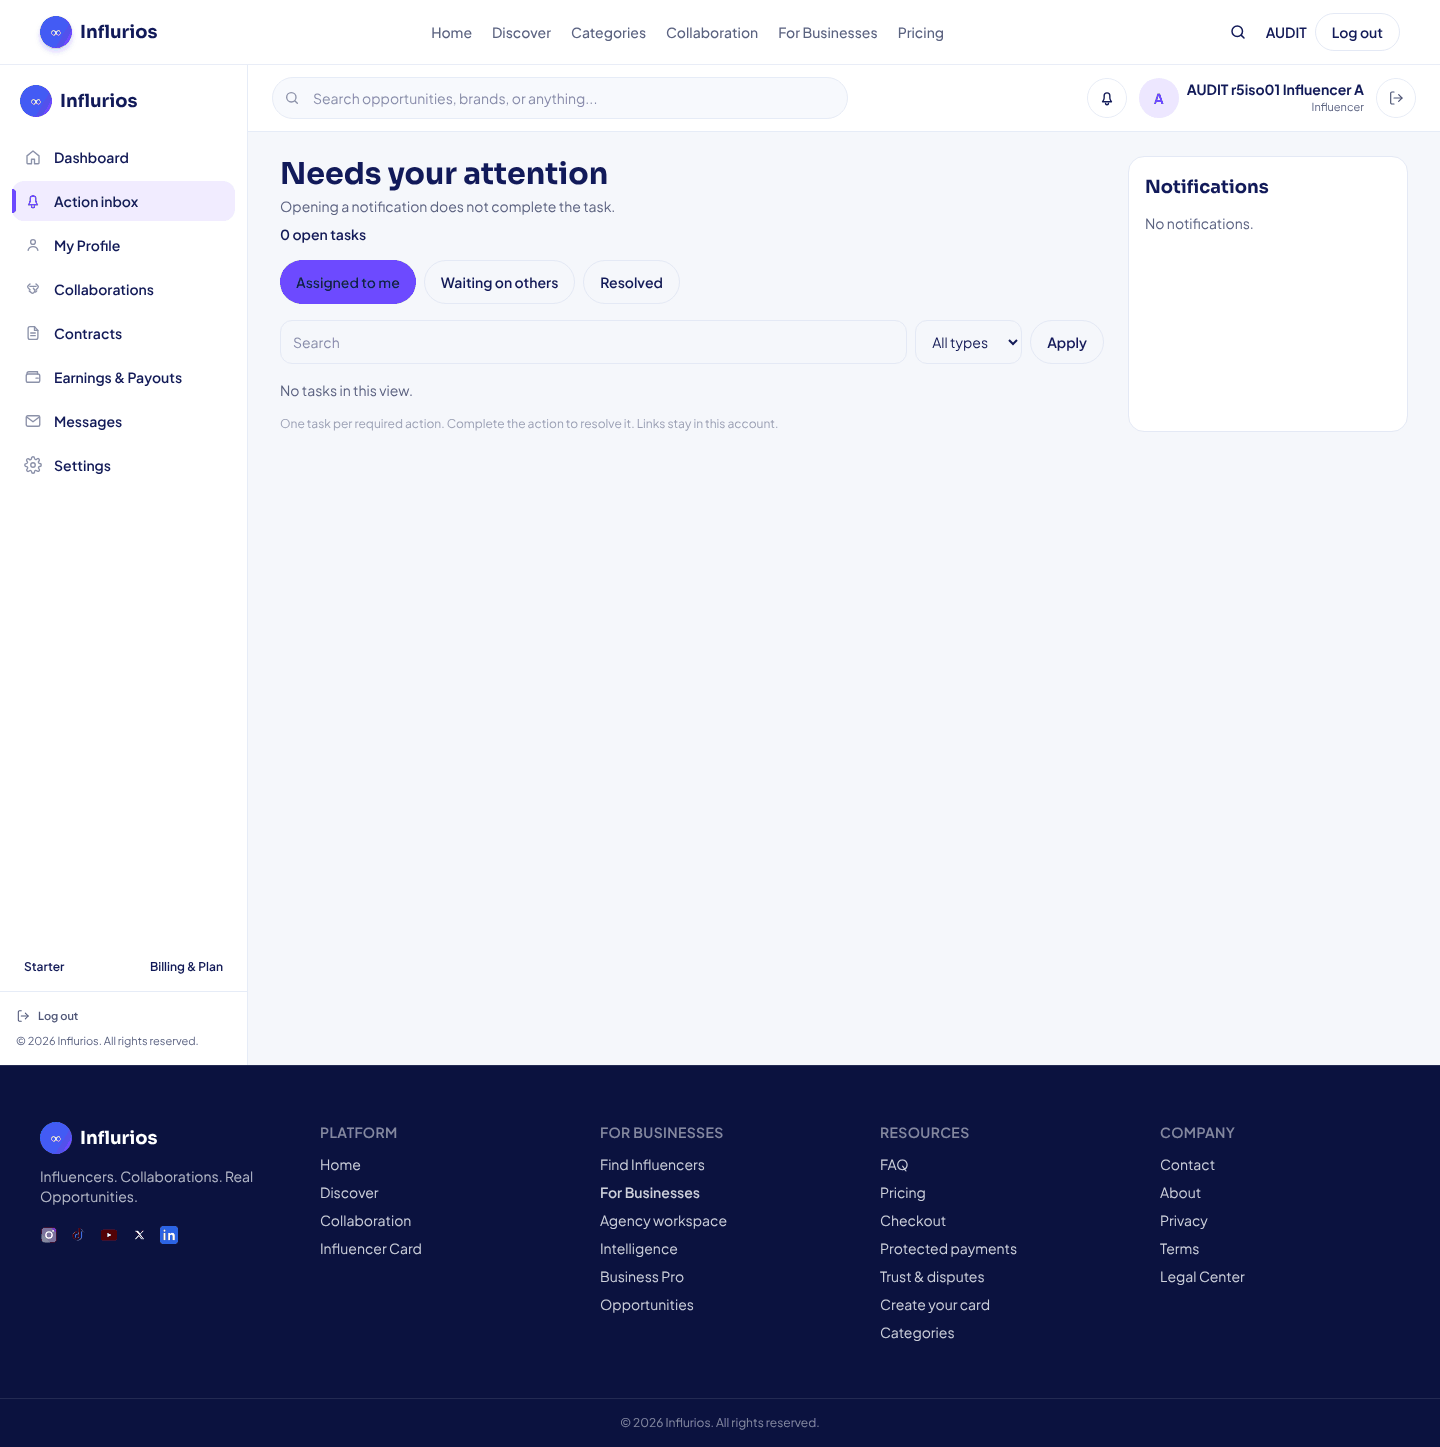 Influrios
Home Discover Categories Collaboration For Businesses Pricing
AUDIT Log out
Influrios
Dashboard
Action inbox
My Profile
Collaborations
Contracts
Earnings & Payouts
Messages
Settings
Starter Billing & Plan
Log out
© 2026 Influrios. All rights reserved.
Search opportunities, brands, or anything...
A
AUDIT r5iso01 Influencer A
Influencer
Needs your attention
Opening a notification does not complete the task.
0 open tasks
Assigned to me Waiting on others Resolved
Search All types Apply
No tasks in this view.
One task per required action. Complete the action to resolve it. Links stay in this account.
Notifications
No notifications.
Influrios
Influencers. Collaborations. Real
Opportunities.
PLATFORM
Home
Discover
Collaboration
Influencer Card
FOR BUSINESSES
Find Influencers
For Businesses
Agency workspace
Intelligence
Business Pro
Opportunities
RESOURCES
FAQ
Pricing
Checkout
Protected payments
Trust & disputes
Create your card
Categories
COMPANY
Contact
About
Privacy
Terms
Legal Center
© 2026 Influrios. All rights reserved.